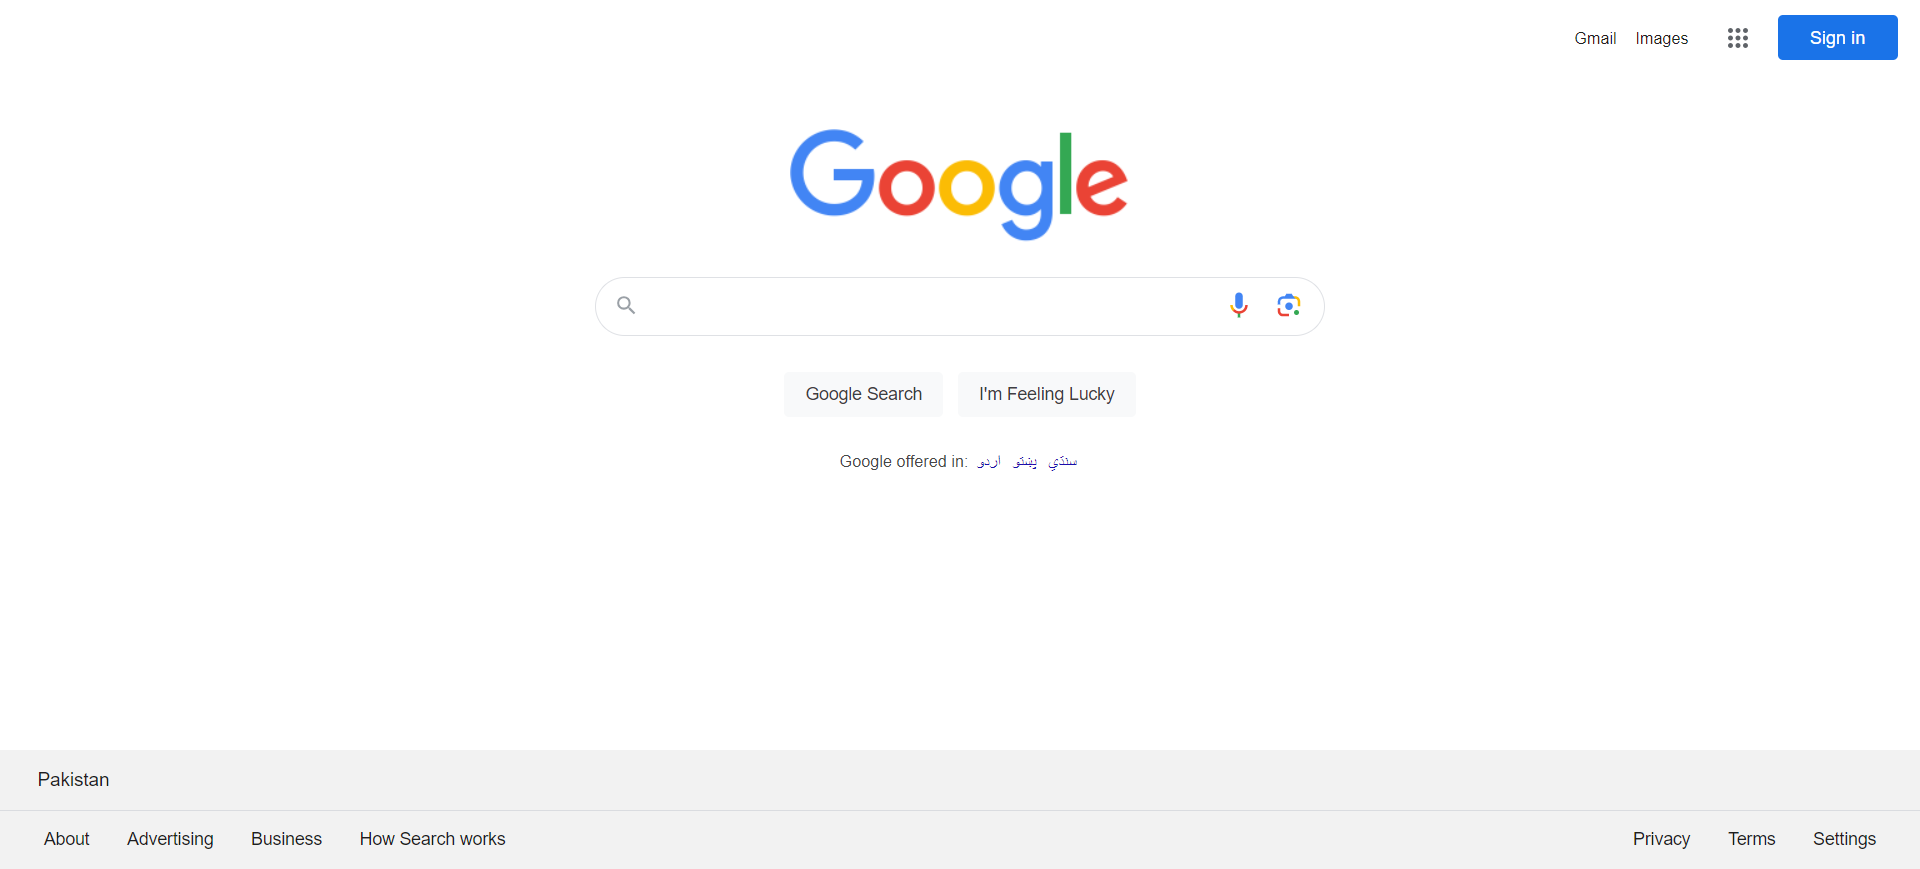 Gmail Images Sign in
Google
Google Search I'm Feeling Lucky
Google offered in: اردو پښتو سنڌي
Pakistan
About Advertising Business How Search works Privacy Terms Settings